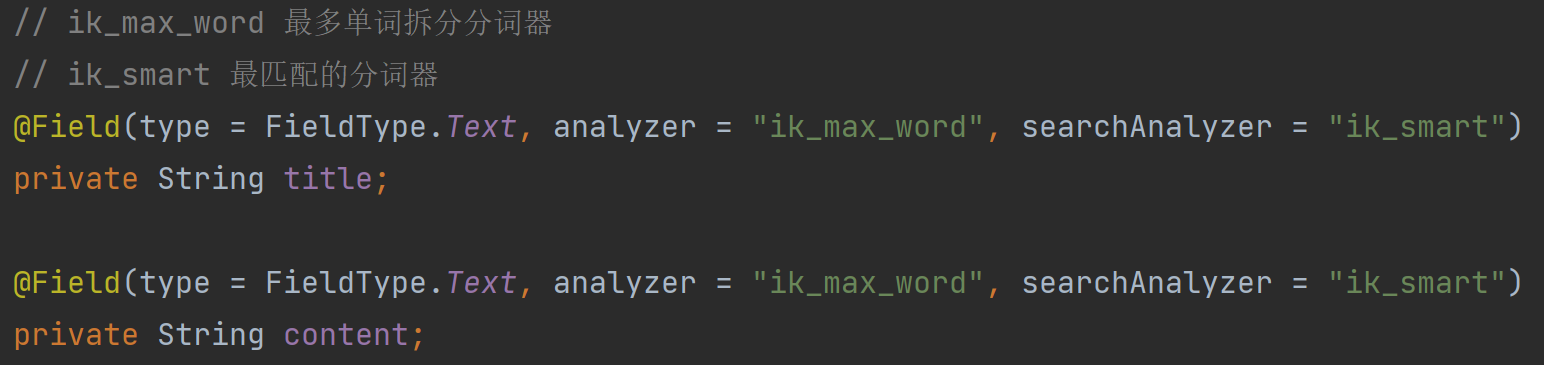 // ik_max_word 最多单词拆分分词器
// ik_smart 最匹配的分词器
@Field(type = FieldType.Text, analyzer = "ik_max_word", searchAnalyzer = "ik_smart")
private String title;
@Field(type = FieldType.Text, analyzer = "ik_max_word", searchAnalyzer = "ik_smart")
private String content;